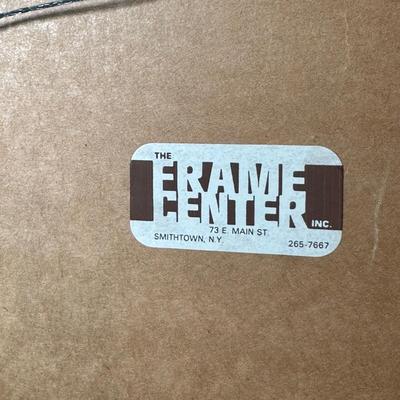 THE
FRAME
CENTER INC.
73 E. MAIN ST.
SMITHTOWN, N.Y. 265-7667